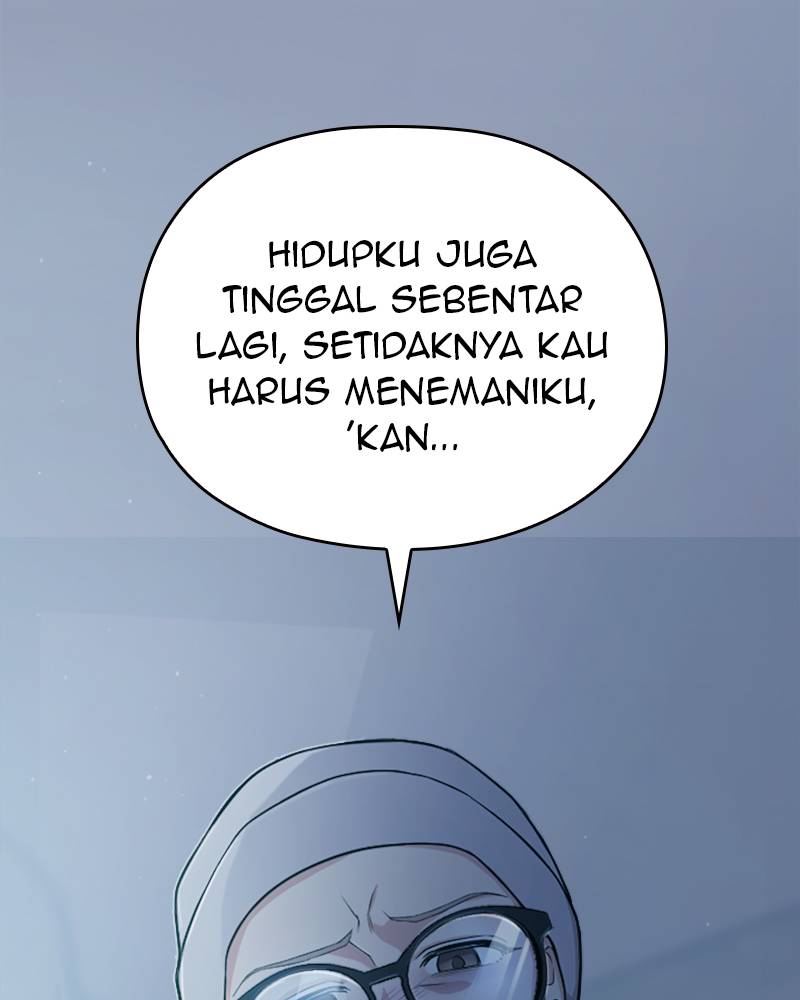 HIDUPKU JUGA
TINGGAL SEBENTAR
LAGI, SETIDAKNYA KAU
HARUS MENEMANIKU,
'KAN...